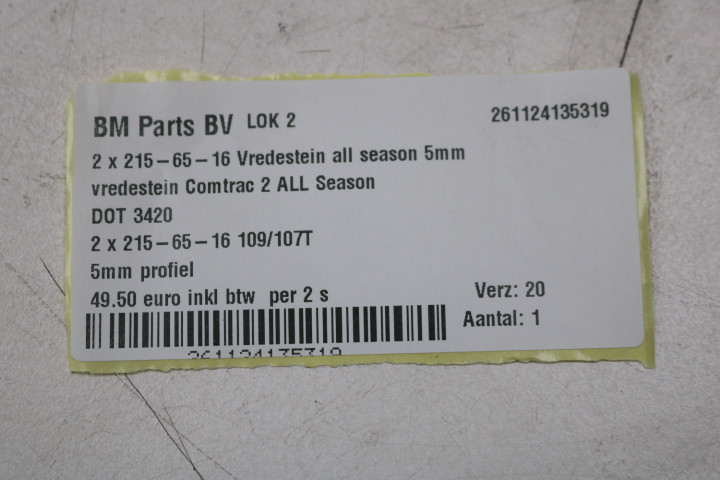 BM Parts BV LOK 2 261124135319
2 x 215-65-16 Vredestein all season 5mm
vredestein Comtrac 2 ALL Season
DOT 3420
2 x 215-65-16 109/107T
5mm profiel
49.50 euro inkl btw per 2 s
Verz: 20
Aantal: 1
261124135319